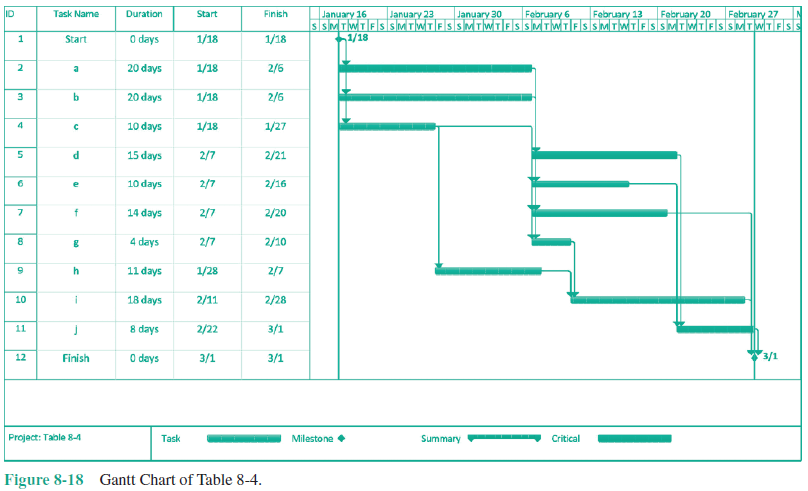 ID Task Name Duration Start Finish January 16 January 23 January 30 February 6 February 13 February 20 February 27
S S M T W T F S S M T W T F S S M T W T F S S M T W T F S S M T W T F S S M T W T F S S M T W T F S S
1 Start 0 days 1/18 1/18 1/18
2 a 20 days 1/18 2/6
3 b 20 days 1/18 2/6
4 c 10 days 1/18 1/27
5 d 15 days 2/7 2/21
6 e 10 days 2/7 2/16
7 f 14 days 2/7 2/20
8 g 4 days 2/7 2/10
9 h 11 days 1/28 2/7
10 i 18 days 2/11 2/28
11 j 8 days 2/22 3/1
12 Finish 0 days 3/1 3/1 3/1
Project: Table 8-4 Task Milestone Summary Critical
Figure 8-18 Gantt Chart of Table 8-4.